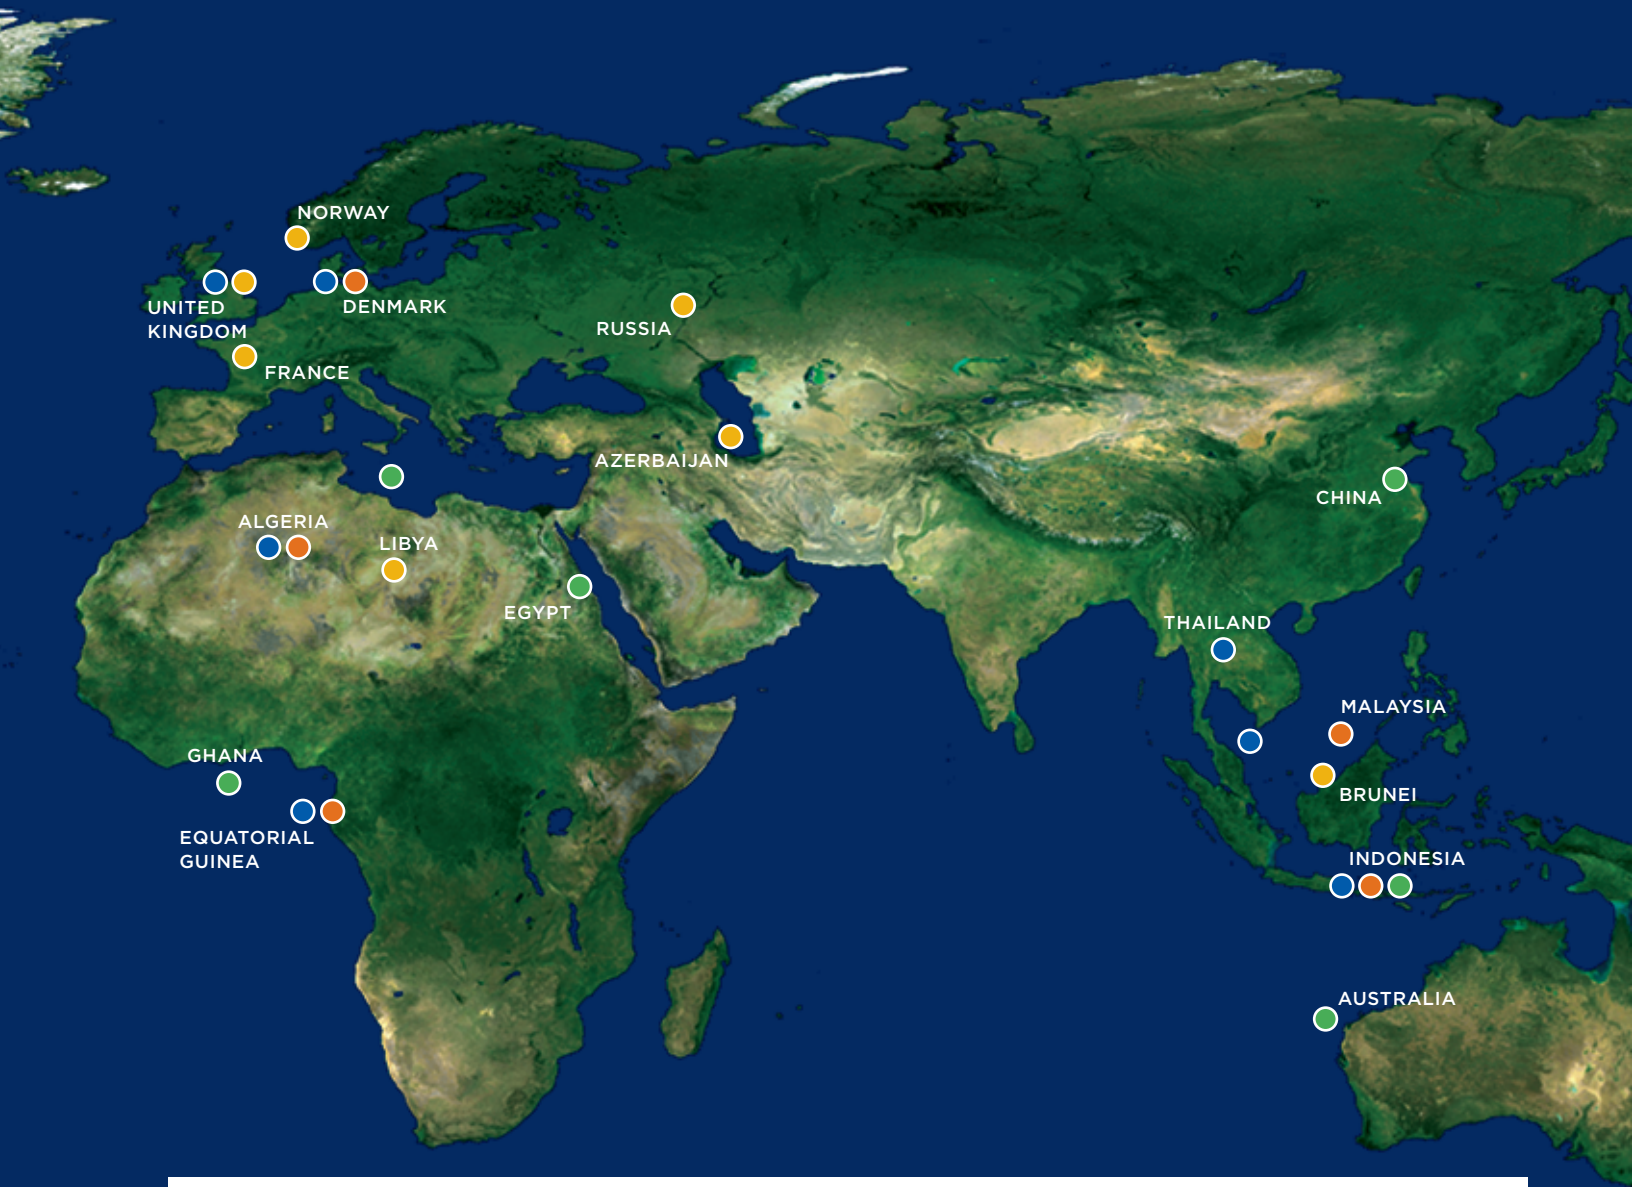 NORWAY
UNITED
KINGDOM
DENMARK
RUSSIA
FRANCE
AZERBAIJAN
CHINA
ALGERIA
LIBYA
EGYPT
THAILAND
MALAYSIA
GHANA
BRUNEI
EQUATORIAL
GUINEA
INDONESIA
AUSTRALIA